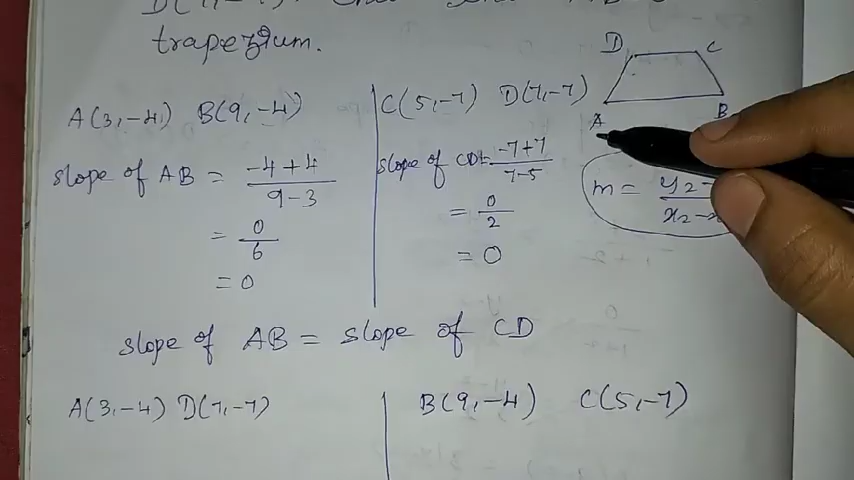 trapezium.
D C
A B
A(3,-4) B(9,-4)
slope of AB = -4+4 / 9-3
= 0/6
= 0
C(5,-7) D(7,-7)
slope of CD = -7+7 / 7-5
= 0/2
= 0
m =
slope of AB = slope of CD
A(3,-4) D(7,-7)
B(9,-4) C(5,-7)